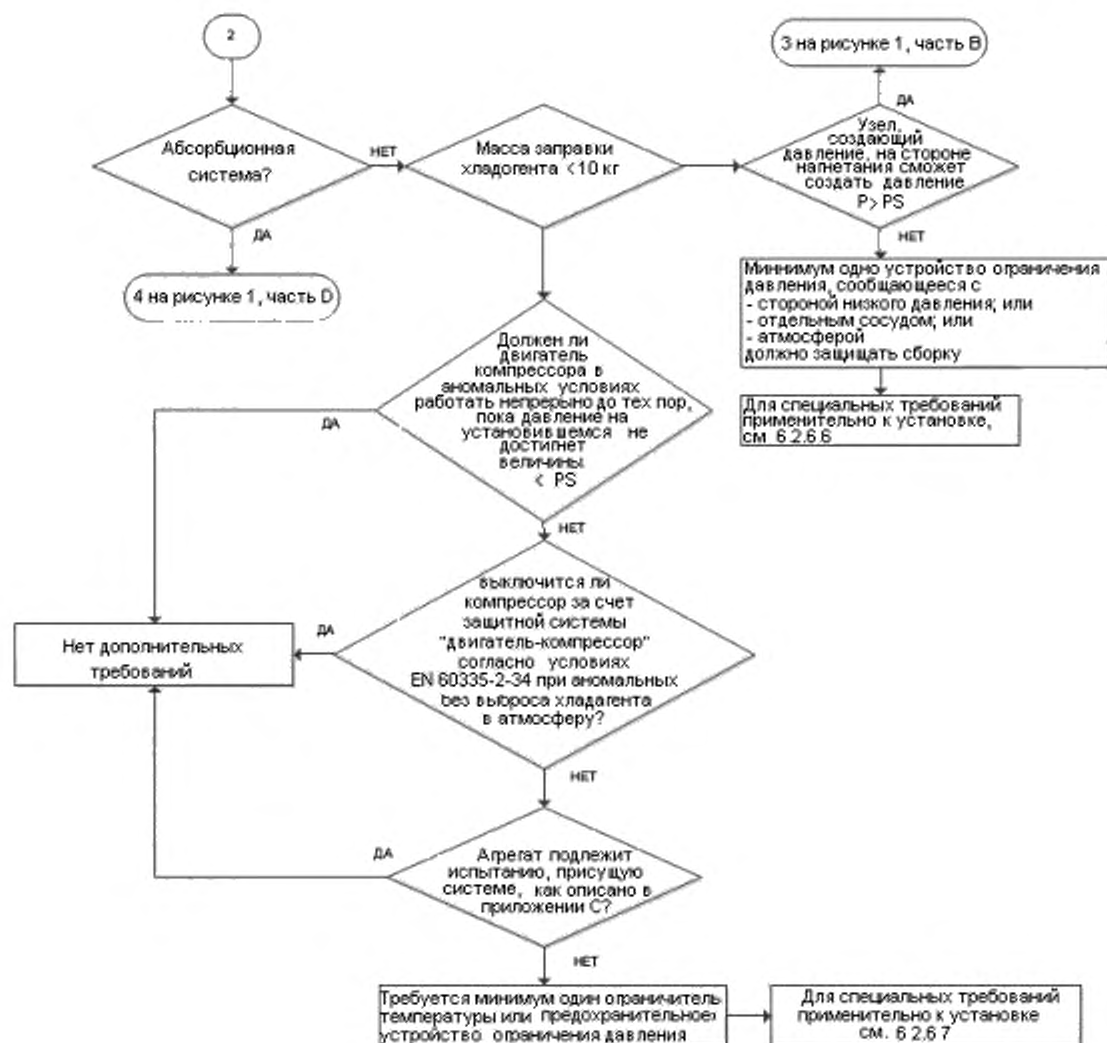 2
3 на рисунке 1, часть В
Абсорбционная
система?
НЕТ
Масса заправки
хладогента <10 кг
ДА
Узел,
создающий
давление, на стороне
нагнетания сможет
создать давление
P> PS
ДА
НЕТ
4 на рисунке 1, часть D
Миннимум одно устройство ограничения
давления, сообщающееся с
- стороной низкого давления; или
- отдельным сосудом; или
- атмосферой
должно защищать сборку
Для специальных требований
применительно к установке,
см 6.2.6.6
Должен ли
двигатель
компрессора в
аномальных условиях
работать непрерыно до тех пор,
пока давление на
установившемся не
достигнет
величины
< PS
ДА
НЕТ
выключится ли
компрессор за счет
защитной системы
"двигатель-компрессор"
согласно условиях
EN 60335-2-34 при аномальных
без выброса хладагента
в атмосферу?
ДА
Нет дополнительных
требований
НЕТ
Агрегат подлежит
испытанию, присущую
системе, как описано в
приложении С?
ДА
НЕТ
Требуется минимум один ограничитель
температуры или предохранительное
устройство ограничения давления
Для специальных требований
применительно к установке
см. 6 2.6 7